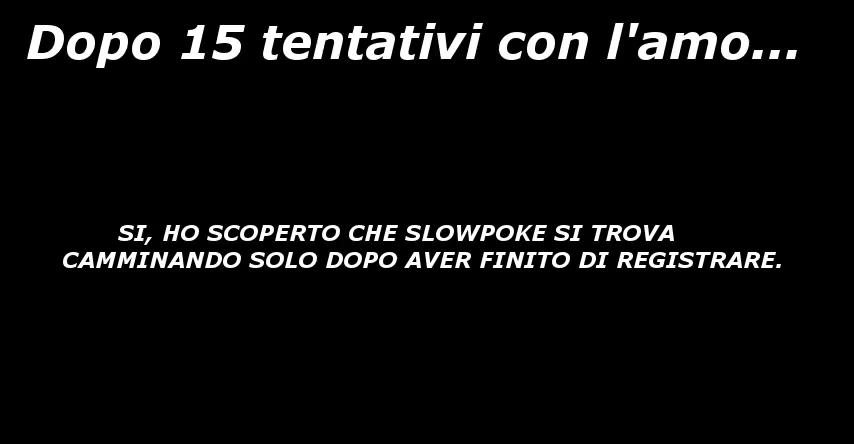 Dopo 15 tentativi con l'amo...
SI, HO SCOPERTO CHE SLOWPOKE SI TROVA
CAMMINANDO SOLO DOPO AVER FINITO DI REGISTRARE.